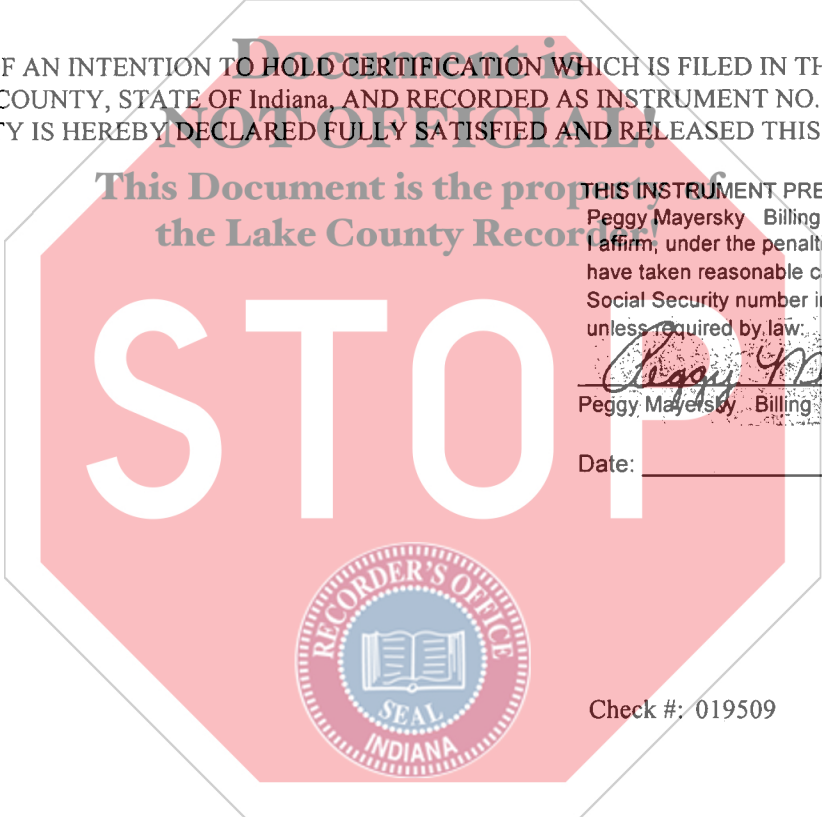 Document is
F AN INTENTION TO HOLD CERTIFICATION WHICH IS FILED IN TH
COUNTY, STATE OF Indiana, AND RECORDED AS INSTRUMENT NO.
NOT OFFICIAL!
TY IS HEREBY DECLARED FULLY SATISFIED AND RELEASED THIS
This Document is the property of
the Lake County Recorder!
THIS INSTRUMENT PRE
Peggy Mayersky Billing
I affirm, under the penalt
have taken reasonable c
Social Security number i
unless required by law:
Peggy M
Peggy Mayersky Billing
Date:
STOP
RECORDER'S OFFICE
SEAL
INDIANA
Check #: 019509